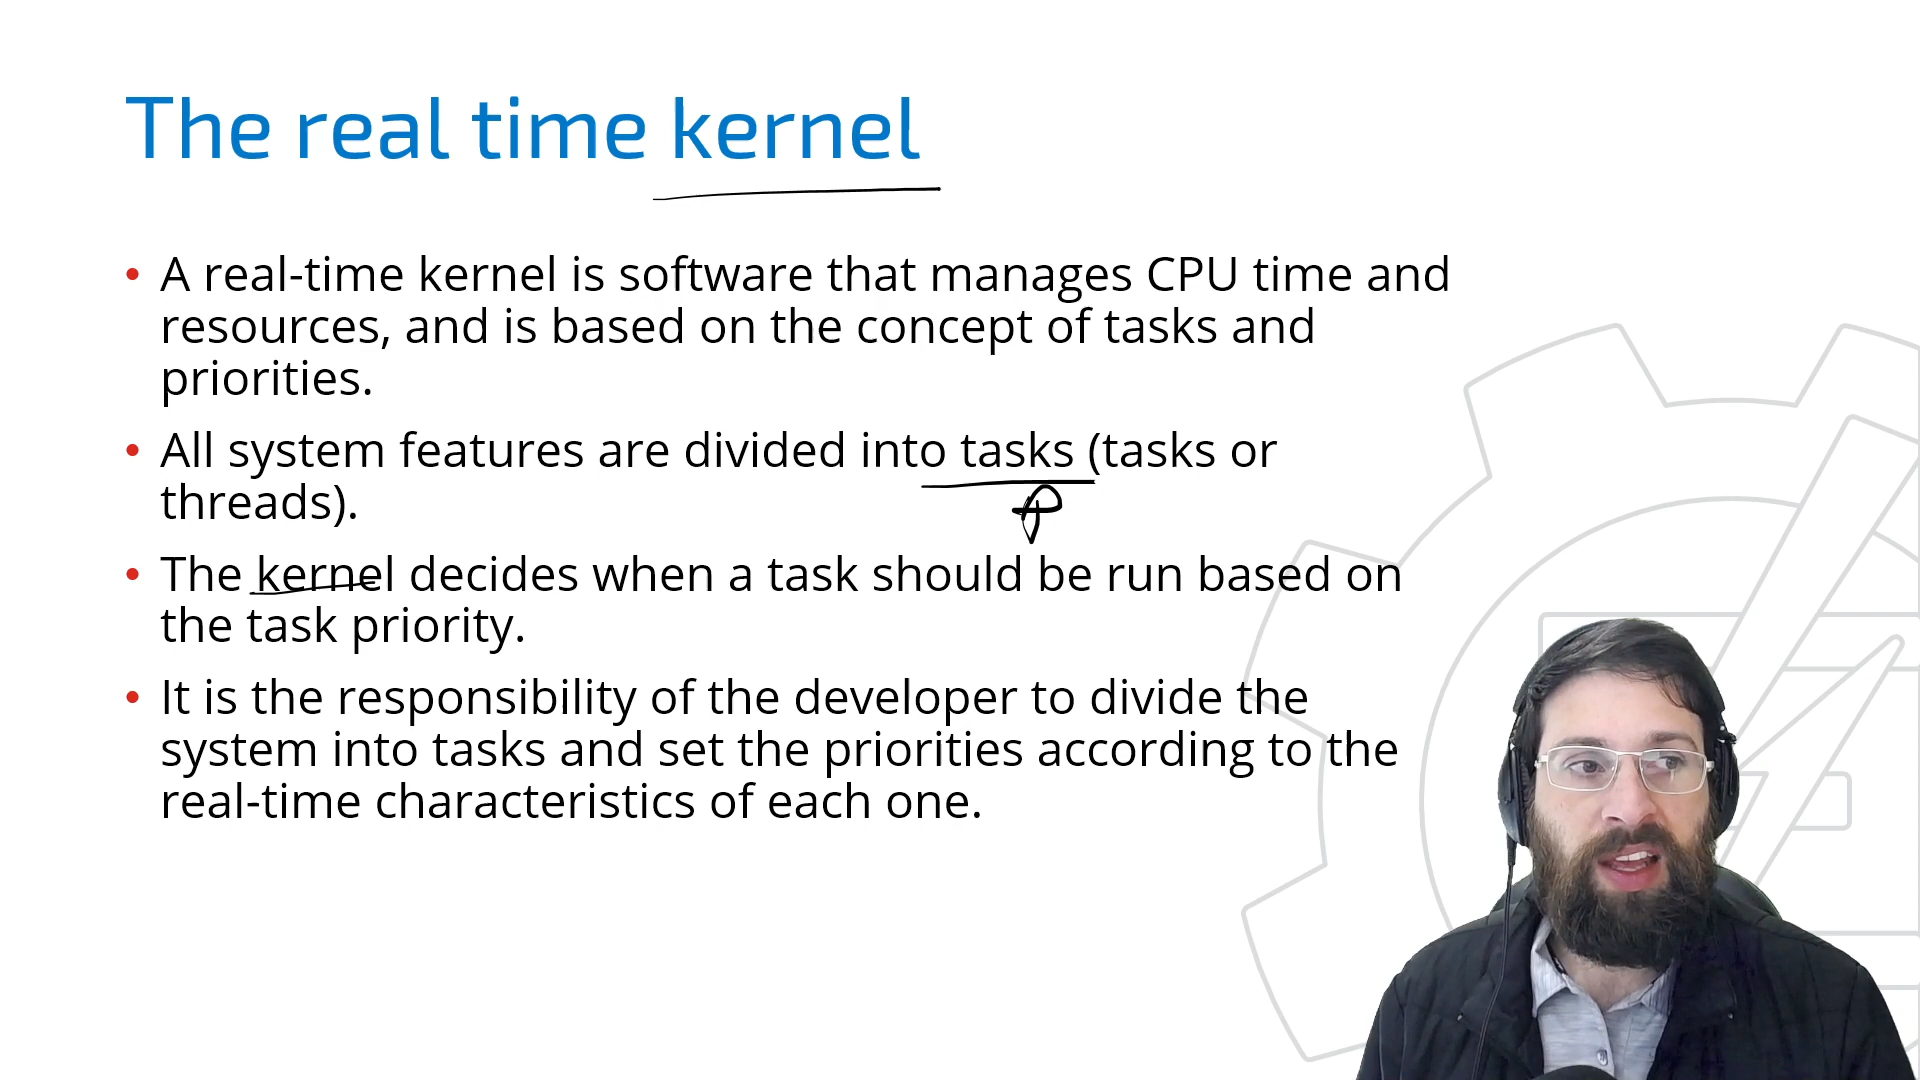 The real time kernel
• A real-time kernel is software that manages CPU time and
resources, and is based on the concept of tasks and
priorities.
• All system features are divided into tasks (tasks or
threads).
• The kernel decides when a task should be run based on
the task priority.
• It is the responsibility of the developer to divide the
system into tasks and set the priorities according to the
real-time characteristics of each one.